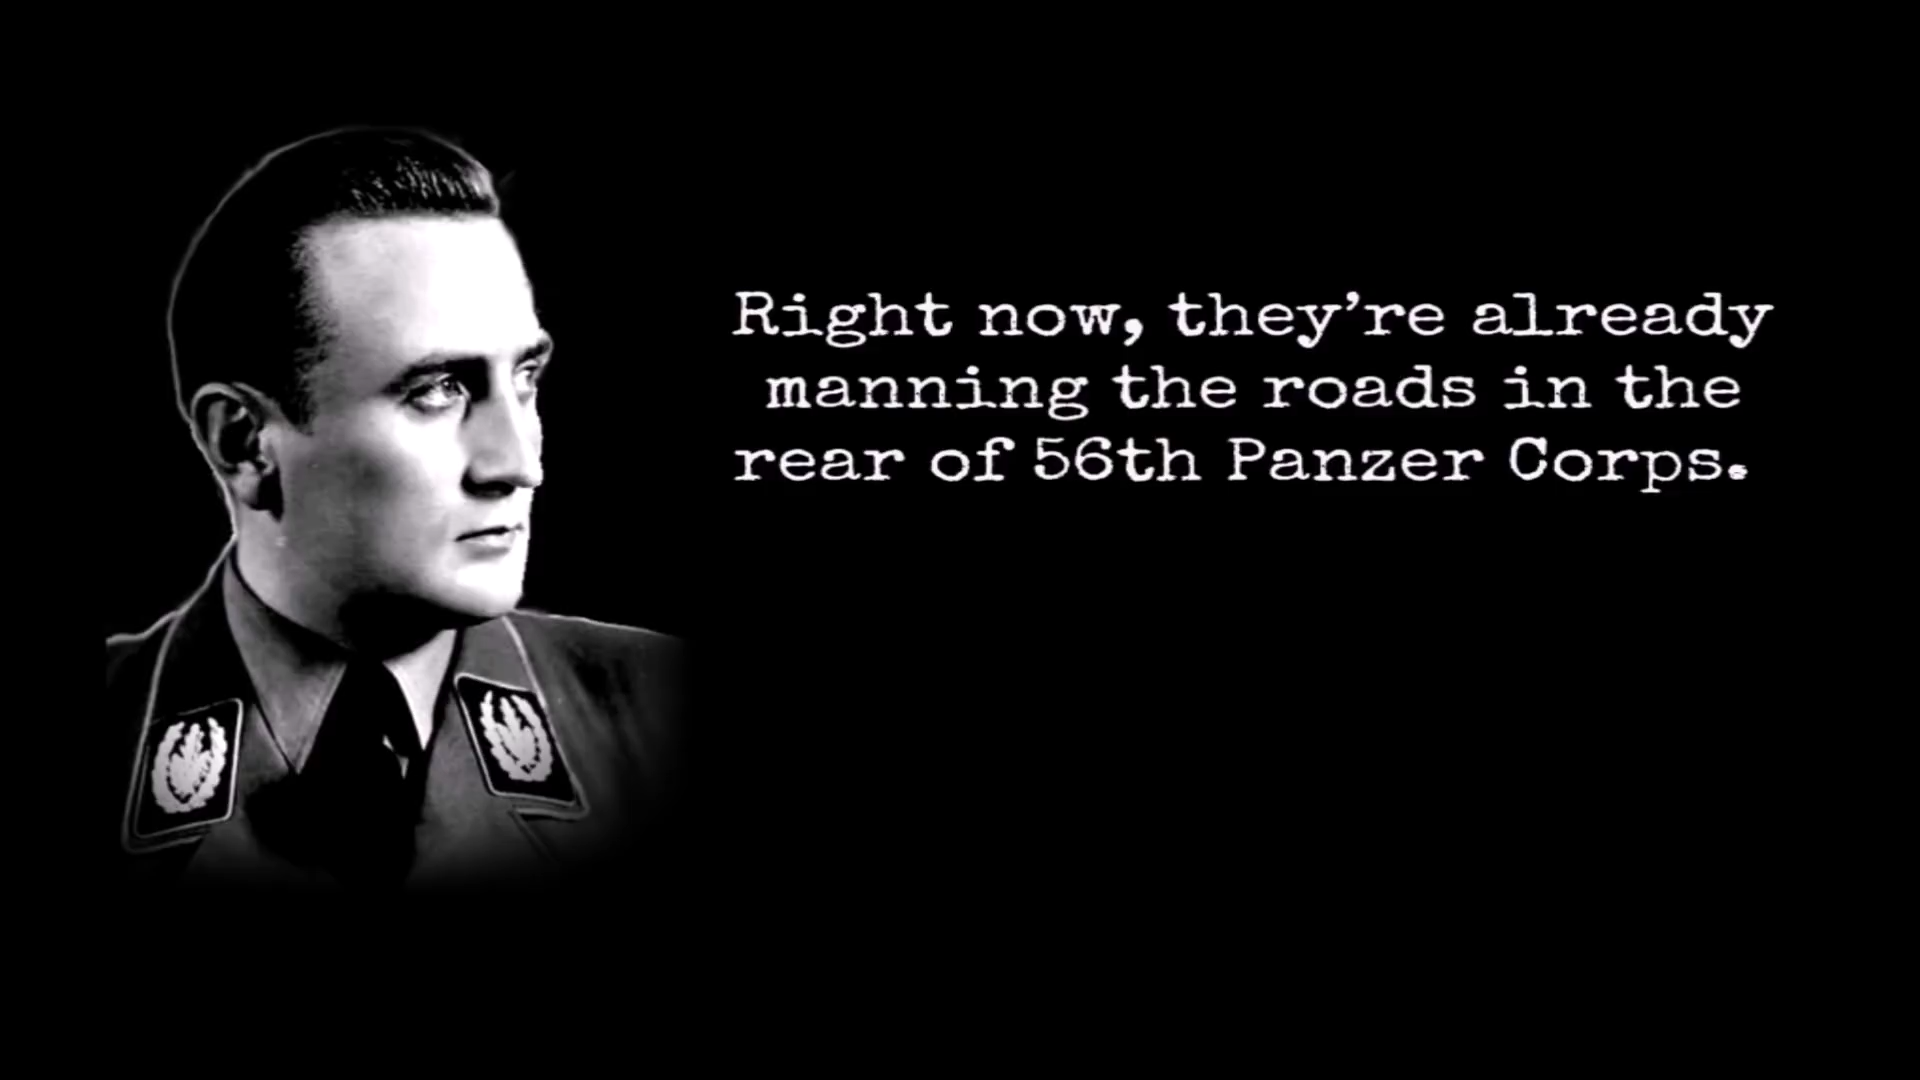 Right now, they’re already
manning the roads in the
rear of 56th Panzer Corps.